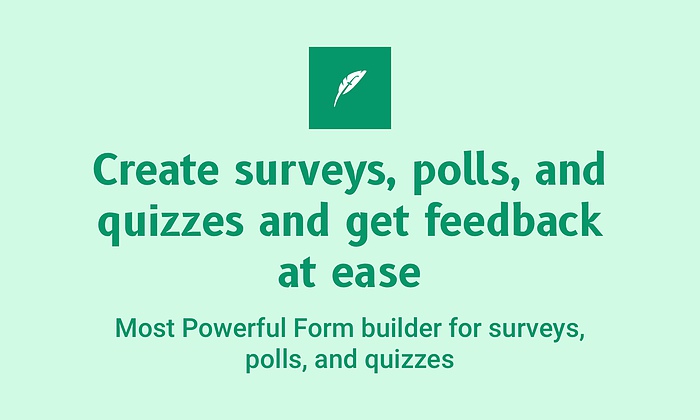 Create surveys, polls, and
quizzes and get feedback
at ease
Most Powerful Form builder for surveys,
polls, and quizzes